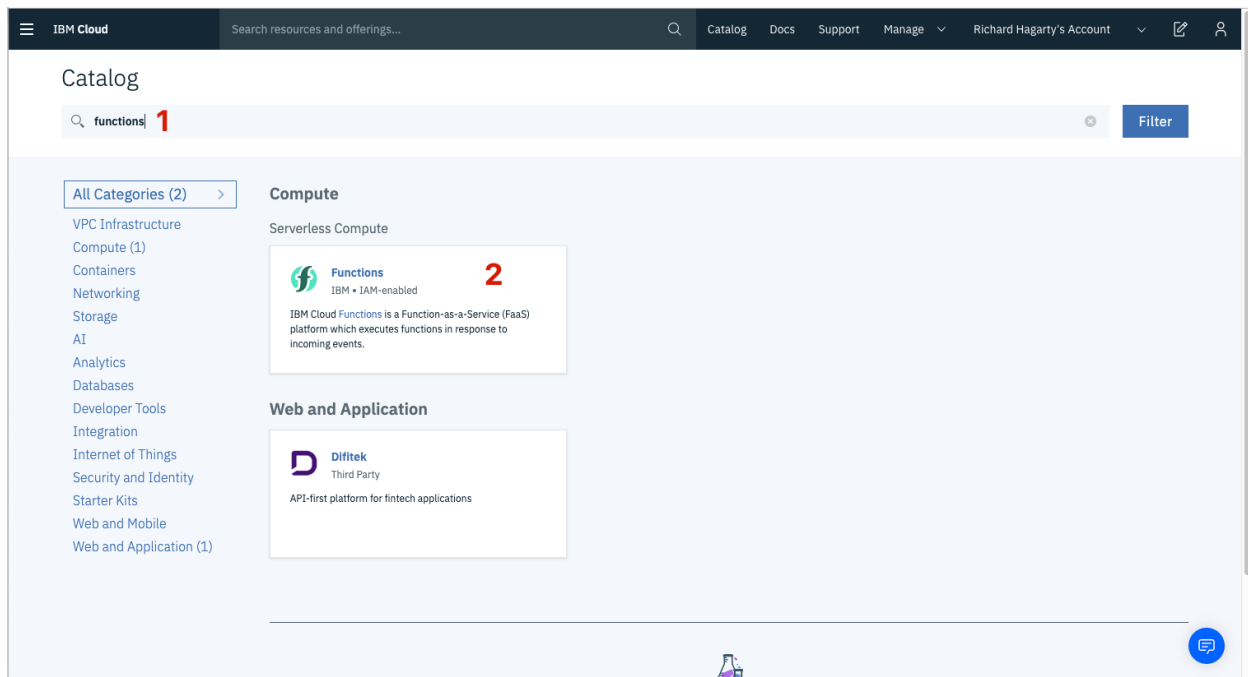 IBM Cloud
Search resources and offerings...
Catalog
Docs
Support
Manage
Richard Hagarty's Account
Catalog
functions
1
Filter
All Categories (2)
VPC Infrastructure
Compute (1)
Containers
Networking
Storage
AI
Analytics
Databases
Developer Tools
Integration
Internet of Things
Security and Identity
Starter Kits
Web and Mobile
Web and Application (1)
Compute
Serverless Compute
Functions
2
IBM • IAM-enabled
IBM Cloud Functions is a Function-as-a-Service (FaaS)
platform which executes functions in response to
incoming events.
Web and Application
Difitek
Third Party
API-first platform for fintech applications